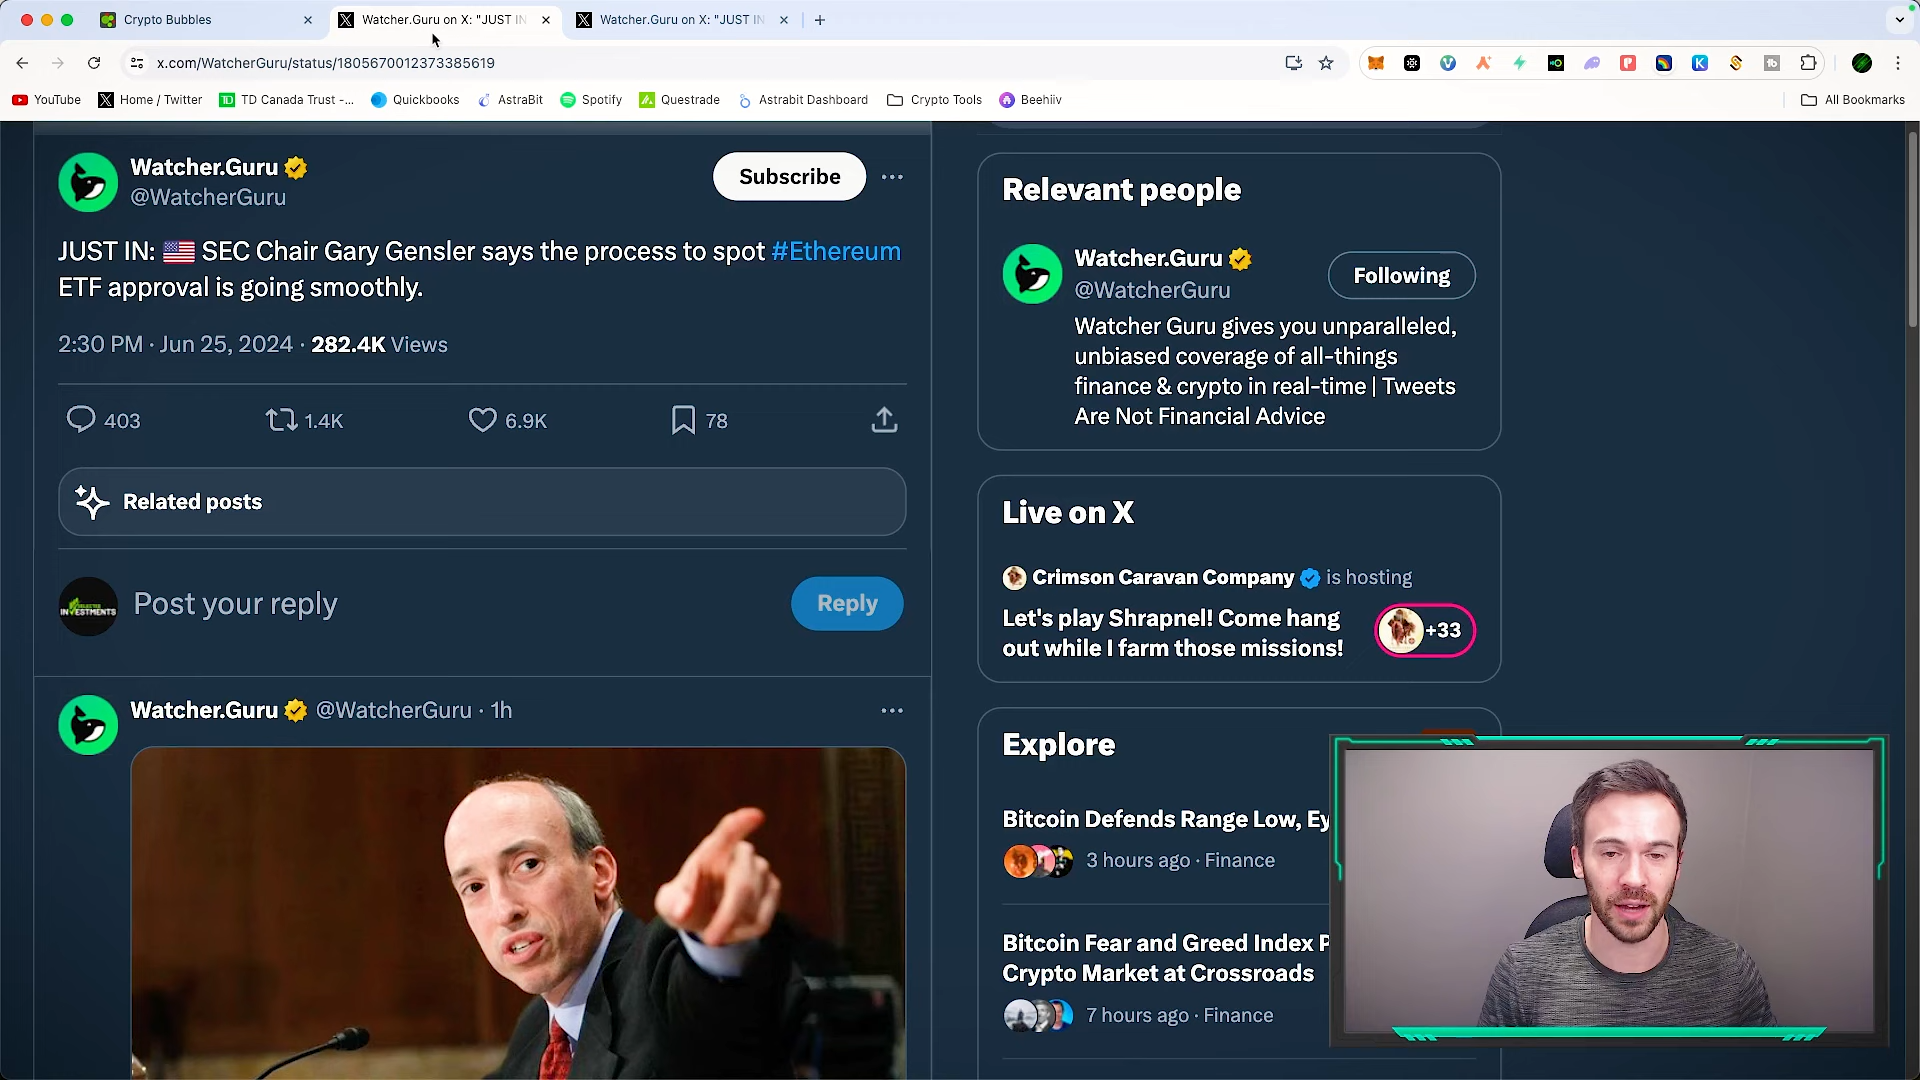 Crypto Bubbles
Watcher.Guru on X: "JUST IN
Watcher.Guru on X: "JUST IN
x.com/WatcherGuru/status/1805670012373385619
YouTube
Home / Twitter
TD Canada Trust -...
Quickbooks
AstraBit
Spotify
Questrade
Astrabit Dashboard
Crypto Tools
Beehiiv
All Bookmarks
Watcher.Guru
@WatcherGuru
Subscribe
JUST IN: 🇺🇸 SEC Chair Gary Gensler says the process to spot #Ethereum
ETF approval is going smoothly.
2:30 PM · Jun 25, 2024 · 282.4K Views
403
1.4K
6.9K
78
Related posts
Post your reply
Reply
Watcher.Guru @WatcherGuru · 1h
Relevant people
Watcher.Guru
@WatcherGuru
Following
Watcher Guru gives you unparalleled,
unbiased coverage of all-things
finance & crypto in real-time | Tweets
Are Not Financial Advice
Live on X
Crimson Caravan Company is hosting
Let's play Shrapnel! Come hang
out while I farm those missions!
+33
Explore
Bitcoin Defends Range Low, Ey
3 hours ago · Finance
Bitcoin Fear and Greed Index P
Crypto Market at Crossroads
7 hours ago · Finance